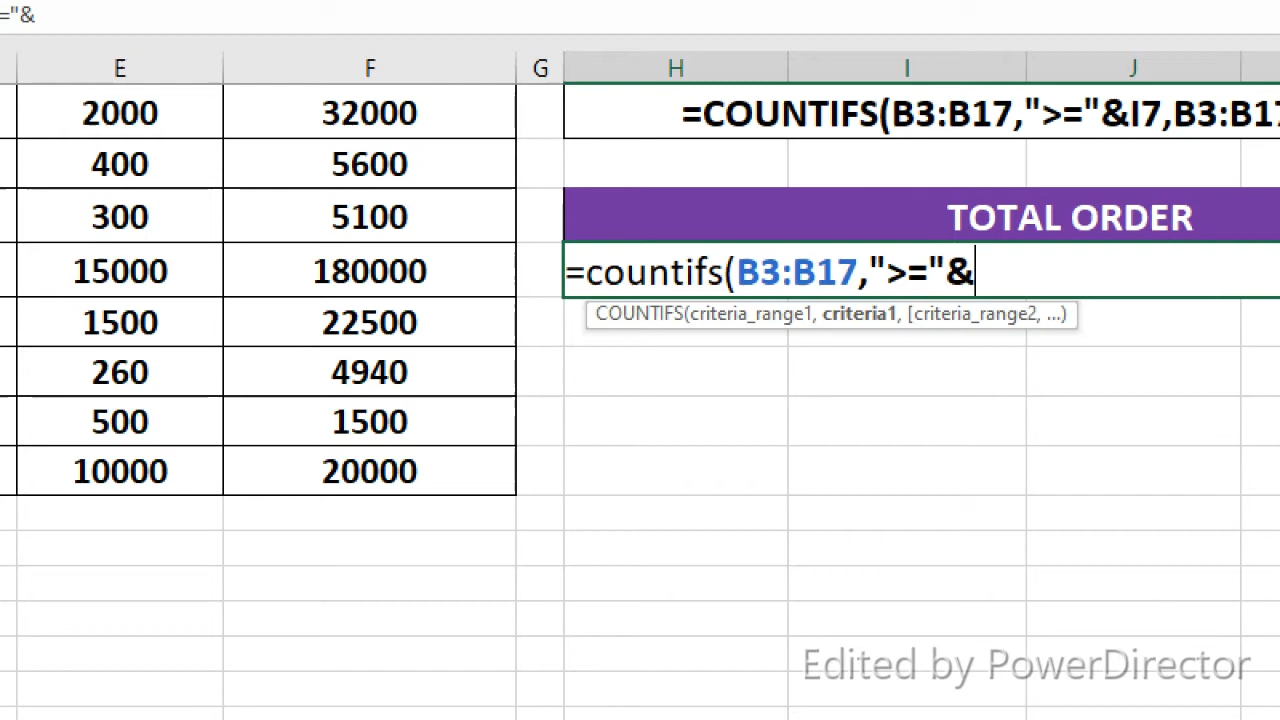 ="&
E F G H I J
2000 32000 =COUNTIFS(B3:B17,">="&I7,B3:B17
400 5600
300 5100 TOTAL ORDER
15000 180000 =countifs(B3:B17,">="&
1500 22500 COUNTIFS(criteria_range1, criteria1, [criteria_range2, ...)
260 4940
500 1500
10000 20000
Edited by PowerDirector